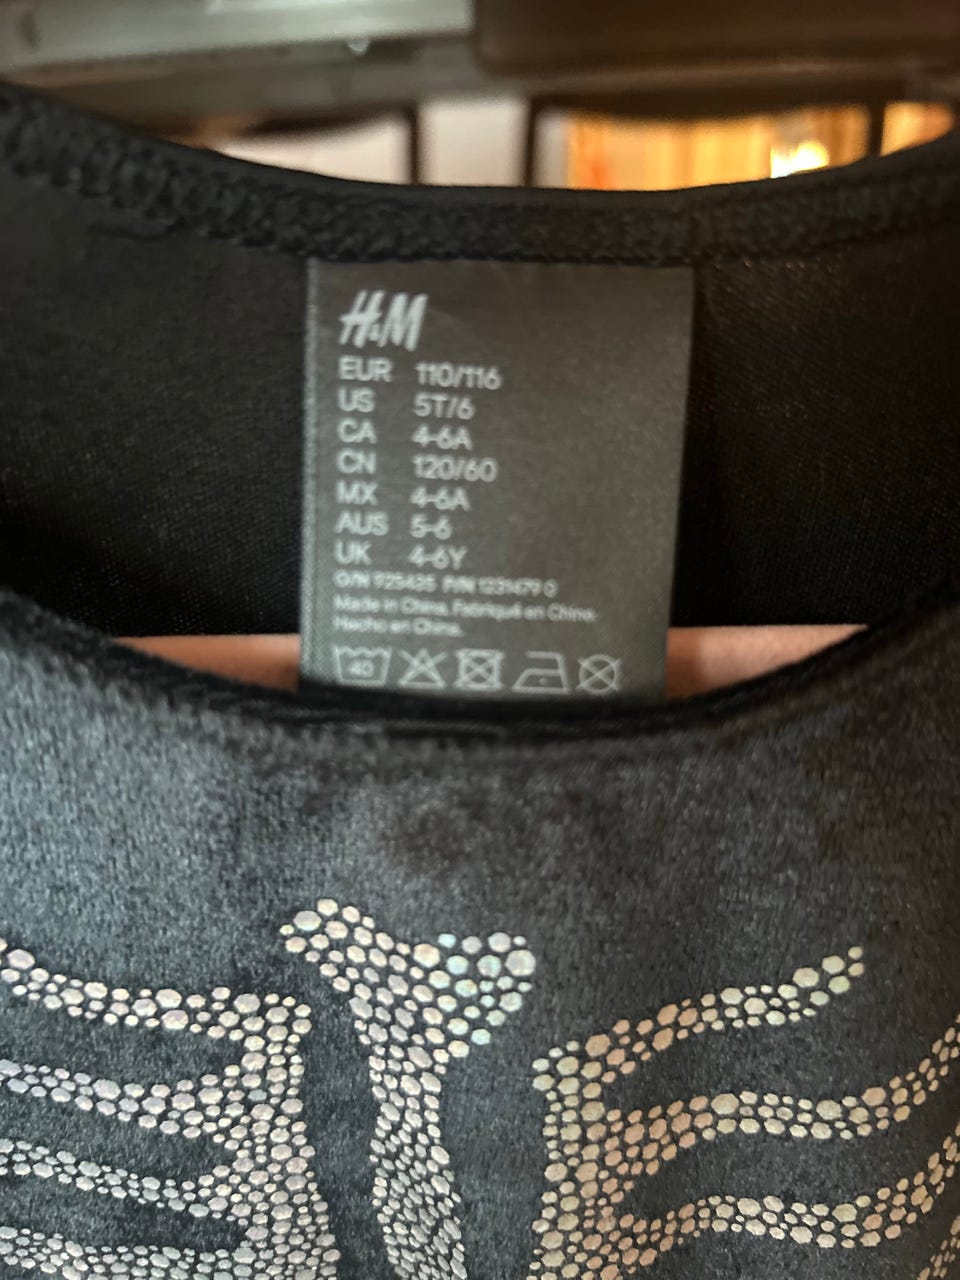 H&M
EUR 110/116
US 5T/6
CA 4-6A
CN 120/60
MX 4-6A
AUS 5-6
UK 4-6Y
O/N 925435 P/N 1231479 0
Made in China. Fabriqué en Chine.
Hecho en China.
40